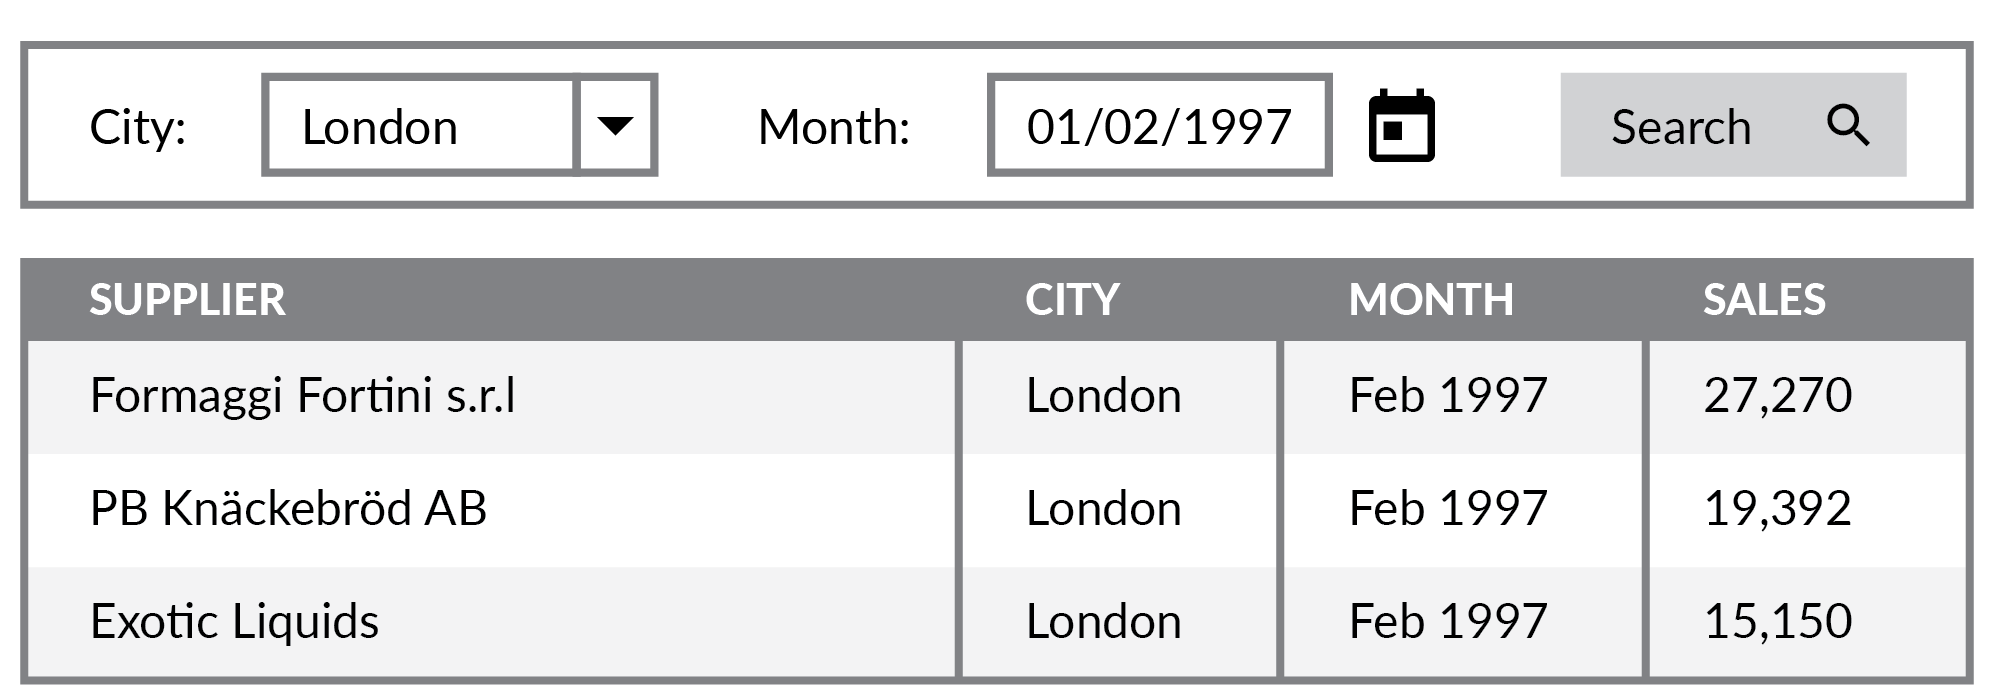 City: London Month: 01/02/1997 Search
SUPPLIER CITY MONTH SALES
Formaggi Fortini s.r.l London Feb 1997 27,270
PB Knäckebröd AB London Feb 1997 19,392
Exotic Liquids London Feb 1997 15,150